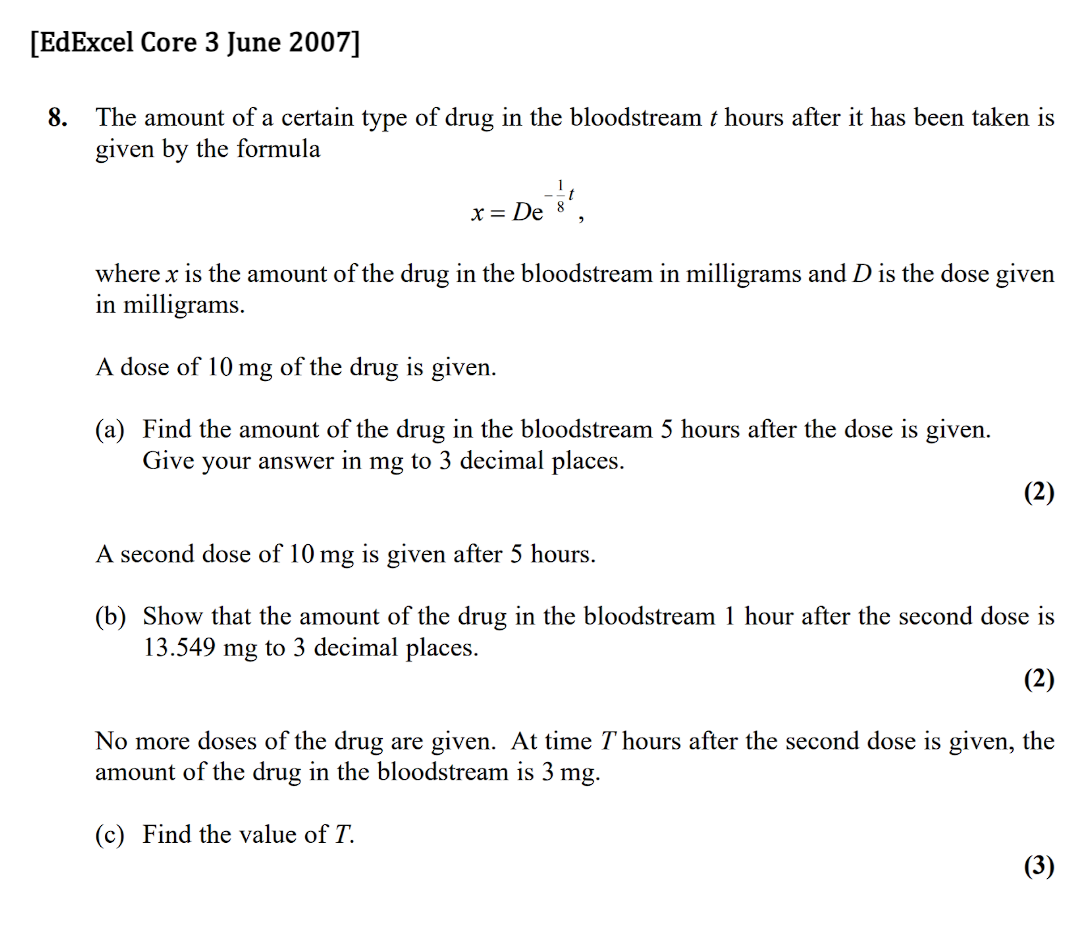 [EdExcel Core 3 June 2007]
8. The amount of a certain type of drug in the bloodstream t hours after it has been taken is
given by the formula
x = De^{-\frac{1}{8}t},
where x is the amount of the drug in the bloodstream in milligrams and D is the dose given
in milligrams.
A dose of 10 mg of the drug is given.
(a) Find the amount of the drug in the bloodstream 5 hours after the dose is given.
Give your answer in mg to 3 decimal places.
(2)
A second dose of 10 mg is given after 5 hours.
(b) Show that the amount of the drug in the bloodstream 1 hour after the second dose is
13.549 mg to 3 decimal places.
(2)
No more doses of the drug are given. At time T hours after the second dose is given, the
amount of the drug in the bloodstream is 3 mg.
(c) Find the value of T.
(3)